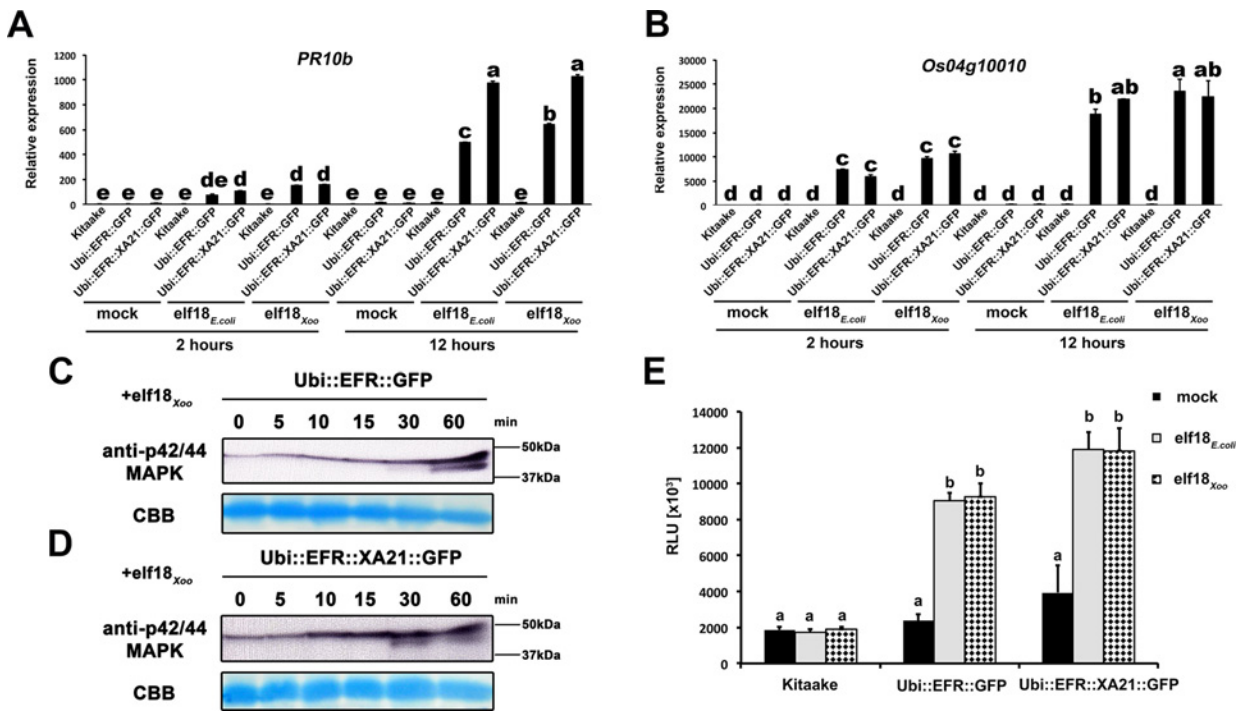 A
PR10b
Relative expression
1200
1000
800
600
400
200
0
e e e e de d e d d e e e e c a e b a
Kitaake
Ubi::EFR::GFP
Ubi::EFR::XA21::GFP
Kitaake
Ubi::EFR::GFP
Ubi::EFR::XA21::GFP
Kitaake
Ubi::EFR::GFP
Ubi::EFR::XA21::GFP
Kitaake
Ubi::EFR::GFP
Ubi::EFR::XA21::GFP
Kitaake
Ubi::EFR::GFP
Ubi::EFR::XA21::GFP
Kitaake
Ubi::EFR::GFP
Ubi::EFR::XA21::GFP
mock elf18E.coli elf18Xoo mock elf18E.coli elf18Xoo
2 hours 12 hours
B
Os04g10010
Relative expression
30000
25000
20000
15000
10000
5000
0
d d d d c c d c c d d d d b ab d a ab
Kitaake
Ubi::EFR::GFP
Ubi::EFR::XA21::GFP
Kitaake
Ubi::EFR::GFP
Ubi::EFR::XA21::GFP
Kitaake
Ubi::EFR::GFP
Ubi::EFR::XA21::GFP
Kitaake
Ubi::EFR::GFP
Ubi::EFR::XA21::GFP
Kitaake
Ubi::EFR::GFP
Ubi::EFR::XA21::GFP
Kitaake
Ubi::EFR::GFP
Ubi::EFR::XA21::GFP
mock elf18E.coli elf18Xoo mock elf18E.coli elf18Xoo
2 hours 12 hours
C
Ubi::EFR::GFP
+elf18Xoo
0 5 10 15 30 60 min
anti-p42/44
MAPK
50kDa
37kDa
CBB
D
Ubi::EFR::XA21::GFP
+elf18Xoo
0 5 10 15 30 60 min
anti-p42/44
MAPK
50kDa
37kDa
CBB
E
mock
elf18E.coli
elf18Xoo
RLU [x10³]
14000
12000
10000
8000
6000
4000
2000
0
a a a a b b a b b
Kitaake Ubi::EFR::GFP Ubi::EFR::XA21::GFP